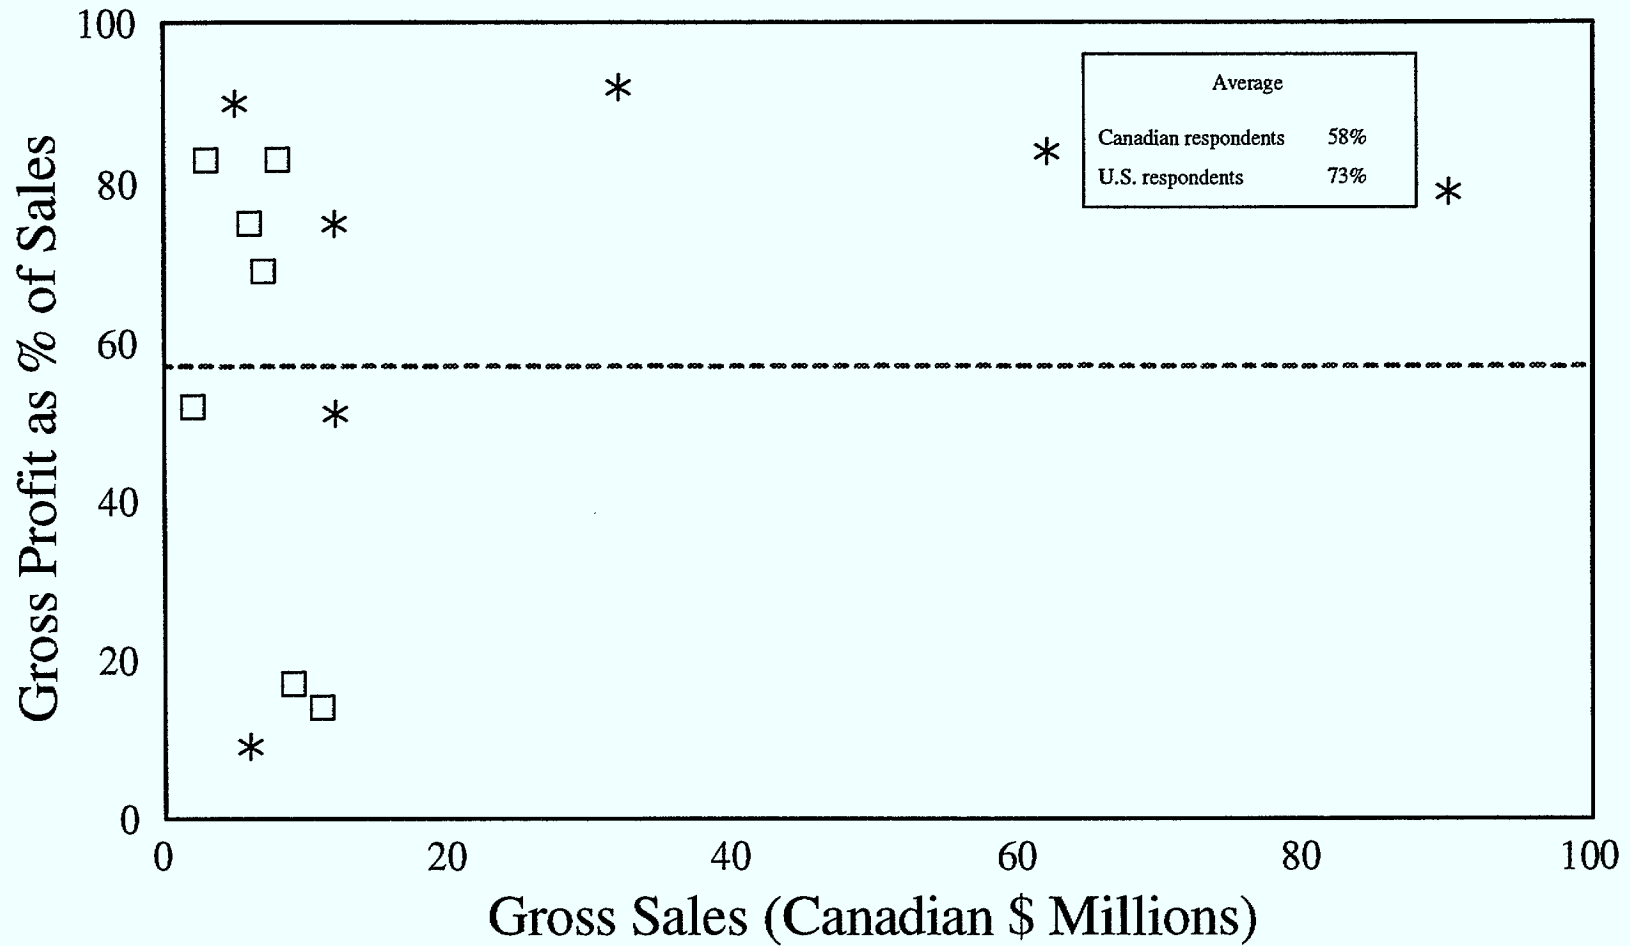 100
80
60
40
20
0
Gross Profit as % of Sales
Average
Canadian respondents 58%
U.S. respondents 73%
0 20 40 60 80 100
Gross Sales (Canadian $ Millions)